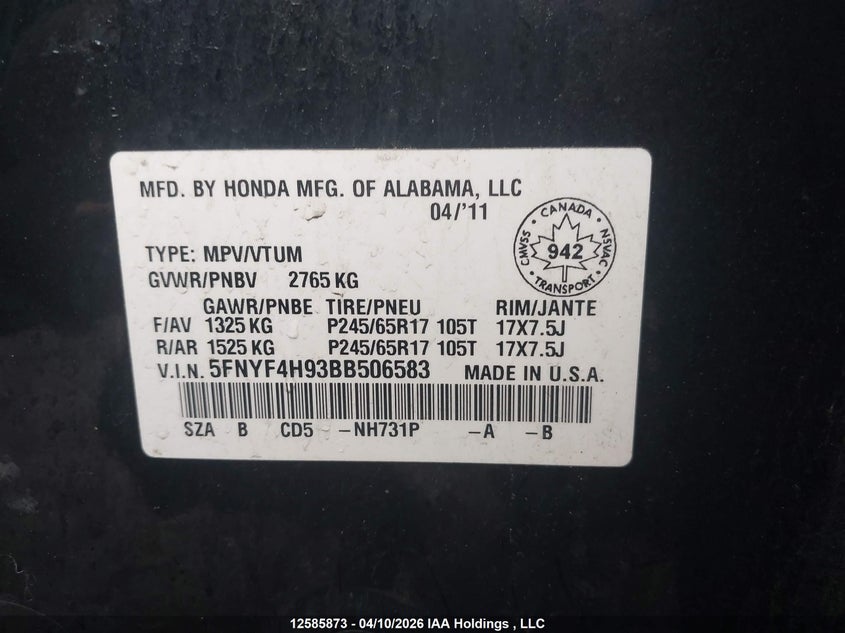 MFD. BY HONDA MFG. OF ALABAMA, LLC
04/'11
CMVSS • CANADA • NSVAC • TRANSPORT •
942
TYPE: MPV/VTUM
GVWR/PNBV 2765 KG
GAWR/PNBE TIRE/PNEU RIM/JANTE
F/AV 1325 KG P245/65R17 105T 17X7.5J
R/AR 1525 KG P245/65R17 105T 17X7.5J
V.I.N. 5FNYF4H93BB506583 MADE IN U.S.A.
SZA B CD5 -NH731P -A -B
12585873 - 04/10/2026 IAA Holdings , LLC